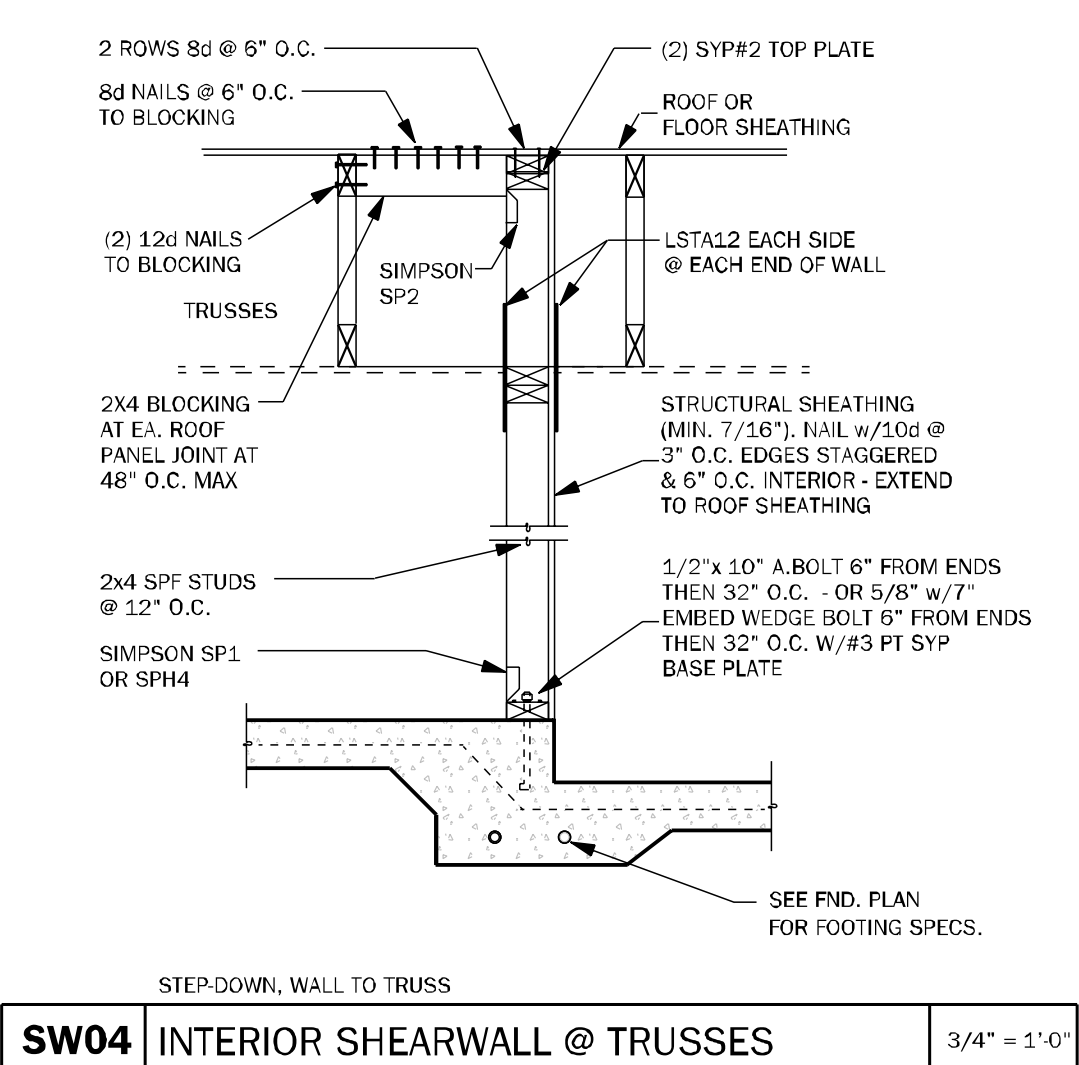 2 ROWS 8d @ 6" O.C.
8d NAILS @ 6" O.C.
TO BLOCKING
(2) SYP#2 TOP PLATE
ROOF OR
FLOOR SHEATHING
(2) 12d NAILS
TO BLOCKING
SIMPSON
SP2
LSTA12 EACH SIDE
@ EACH END OF WALL
TRUSSES
2X4 BLOCKING
AT EA. ROOF
PANEL JOINT AT
48" O.C. MAX
STRUCTURAL SHEATHING
(MIN. 7/16"). NAIL w/10d @
3" O.C. EDGES STAGGERED
& 6" O.C. INTERIOR - EXTEND
TO ROOF SHEATHING
2x4 SPF STUDS
@ 12" O.C.
1/2"x 10" A.BOLT 6" FROM ENDS
THEN 32" O.C. - OR 5/8" w/7"
EMBED WEDGE BOLT 6" FROM ENDS
THEN 32" O.C. W/#3 PT SYP
BASE PLATE
SIMPSON SP1
OR SPH4
SEE FND. PLAN
FOR FOOTING SPECS.
STEP-DOWN, WALL TO TRUSS
SW04 INTERIOR SHEARWALL @ TRUSSES 3/4" = 1'-0"